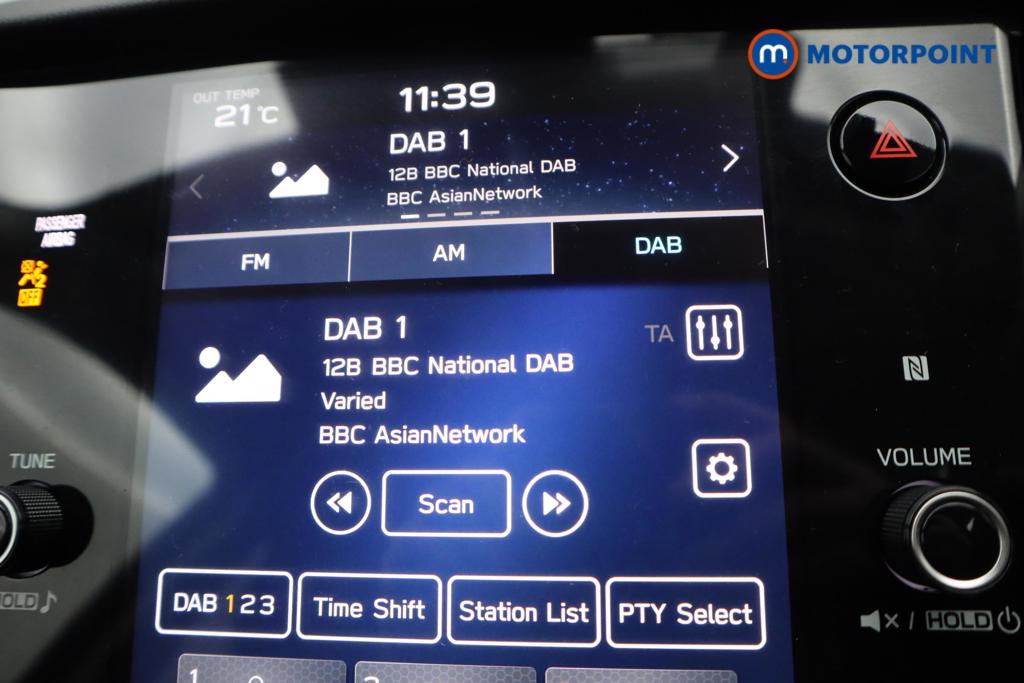 m MOTORPOINT
OUT TEMP
21°C
11:39
DAB 1
12B BBC National DAB
BBC AsianNetwork
PASSENGER
AIRBAG
OFF
FM
AM
DAB
DAB 1
12B BBC National DAB
Varied
BBC AsianNetwork
TA
Scan
TUNE
HOLD
N
VOLUME
DAB 123
Time Shift
Station List
PTY Select
/ HOLD
1